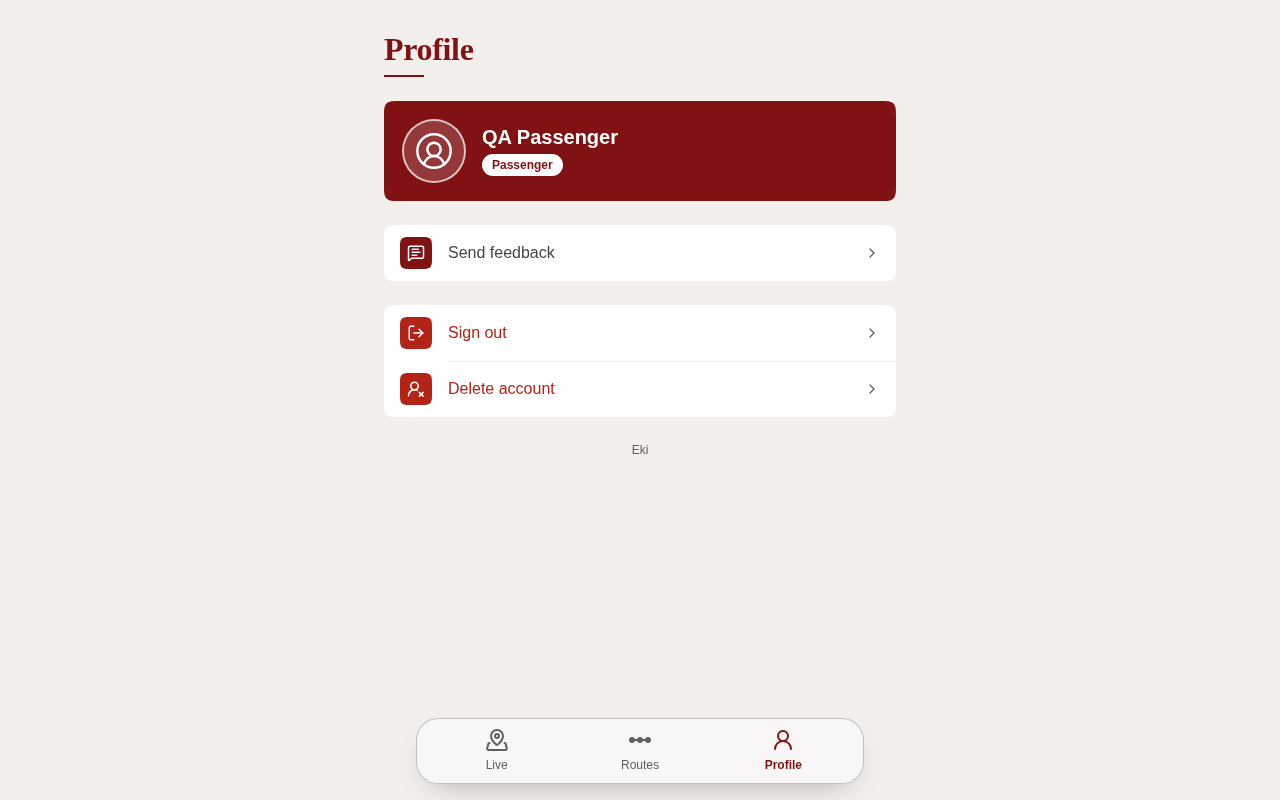 Profile
QA Passenger
Passenger
Send feedback
Sign out
Delete account
Eki
Live
Routes
Profile